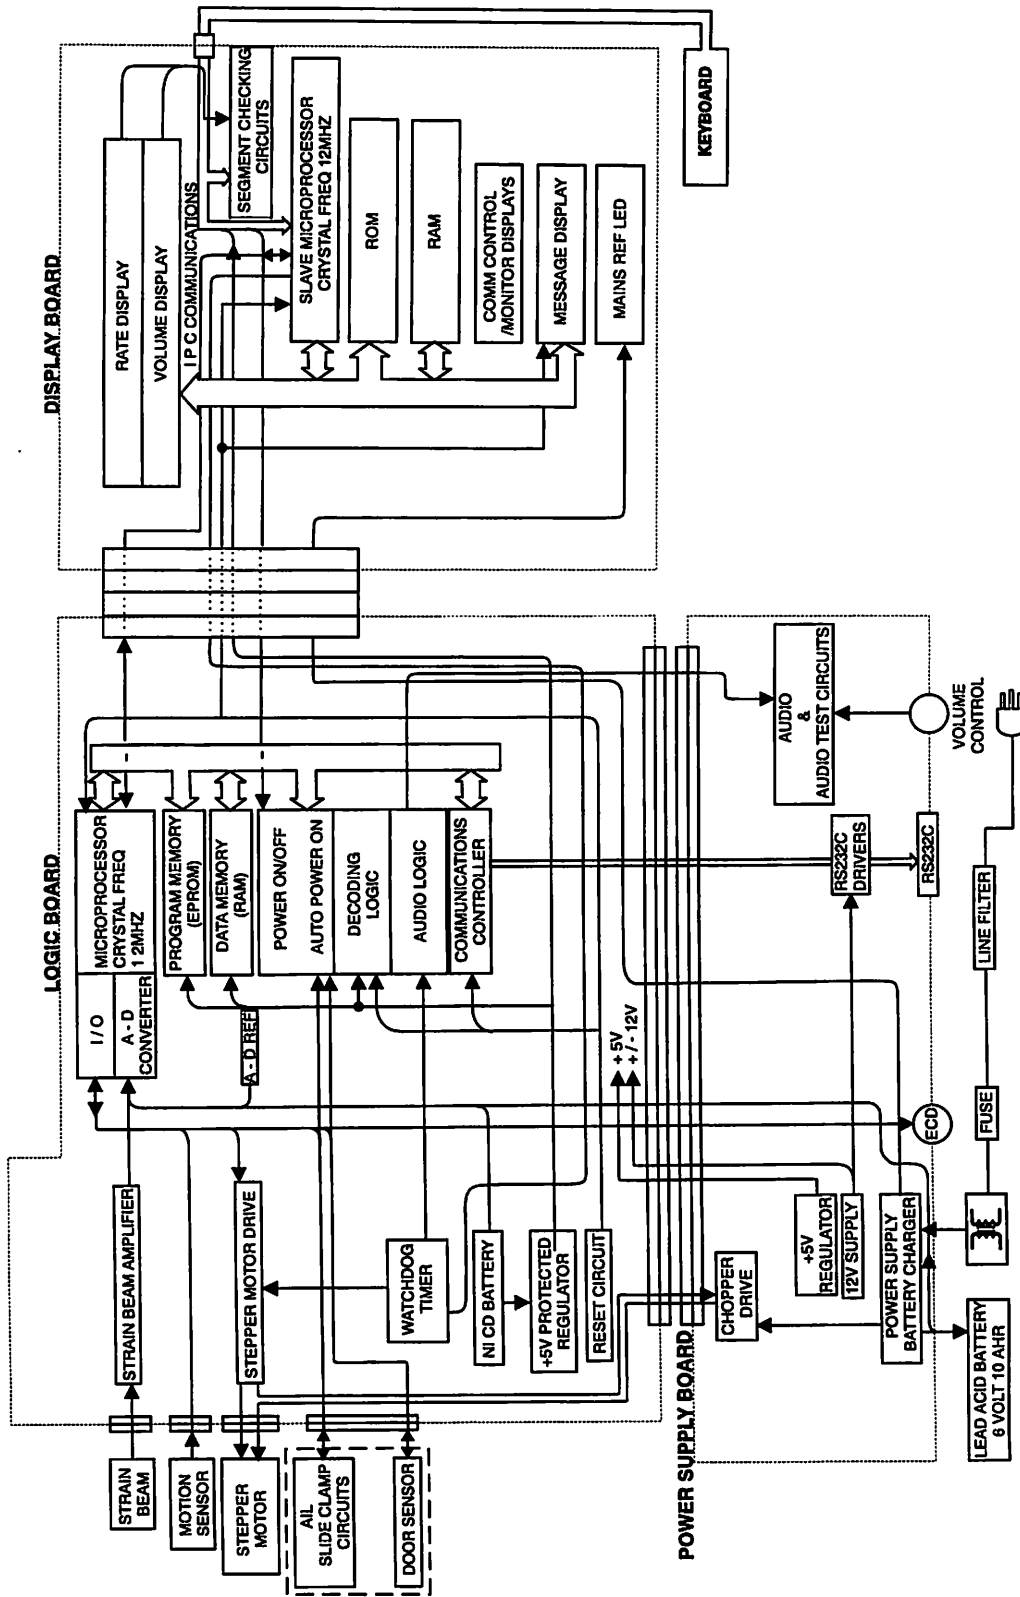 DISPLAY BOARD
RATE DISPLAY
VOLUME DISPLAY
I P C COMMUNICATIONS
SEGMENT CHECKING
CIRCUITS
SLAVE MICROPROCESSOR
CRYSTAL FREQ 12MHZ
ROM
RAM
COMM CONTROL
/MONITOR DISPLAYS
MESSAGE DISPLAY
MAINS REF LED
KEYBOARD
LOGIC BOARD
I / O
A - D
CONVERTER
MICROPROCESSOR
CRYSTAL FREQ
1 2MHZ
PROGRAM MEMORY
(EPROM)
DATA MEMORY
(RAM)
A - D REF
POWER ON/OFF
AUTO POWER ON
DECODING
LOGIC
AUDIO LOGIC
COMMUNICATIONS
CONTROLLER
STRAIN BEAM AMPLIFIER
STEPPER MOTOR DRIVE
WATCHDOG
TIMER
NI CD BATTERY
+5V PROTECTED
REGULATOR
RESET CIRCUIT
STRAIN
BEAM
MOTION
SENSOR
STEPPER
MOTOR
AIL
SLIDE CLAMP
CIRCUITS
DOOR SENSOR
+ 5V
+ / - 12V
POWER SUPPLY BOARD
CHOPPER
DRIVE
+5V
REGULATOR
12V SUPPLY
POWER SUPPLY
BATTERY CHARGER
LEAD ACID BATTERY
6 VOLT 10 AHR
ECD
FUSE
LINE FILTER
RS232C
DRIVERS
RS232C
AUDIO
&
AUDIO TEST CIRCUITS
VOLUME
CONTROL